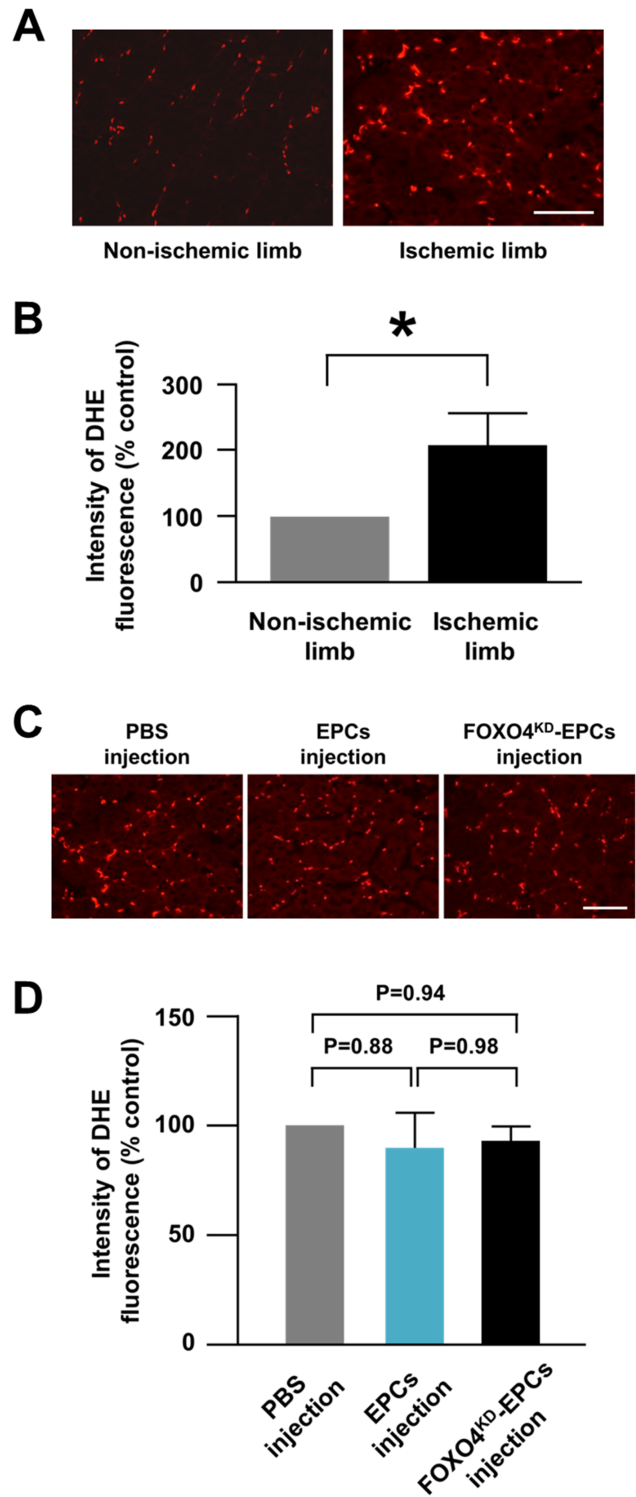 A
Non-ischemic limb
Ischemic limb
B
*
Intensity of DHE
fluorescence (% control)
300
200
100
0
Non-ischemic
limb
Ischemic
limb
C
PBS
injection
EPCs
injection
FOXO4ᴷᴰ-EPCs
injection
D
P=0.94
P=0.88
P=0.98
Intensity of DHE
fluorescence (% control)
150
100
50
0
PBS
injection
EPCs
injection
FOXO4ᴷᴰ-EPCs
injection